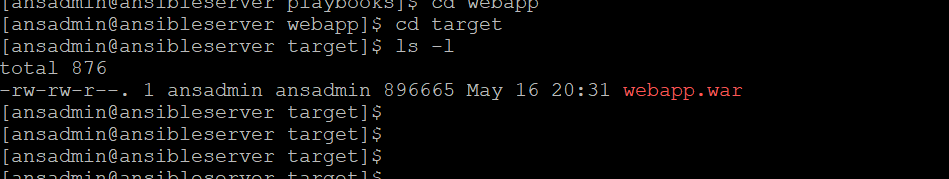 [ansadmin@ansibleserver playbooks]$ cd webapp
[ansadmin@ansibleserver webapp]$ cd target
[ansadmin@ansibleserver target]$ ls -l
total 876
-rw-rw-r--. 1 ansadmin ansadmin 896665 May 16 20:31 webapp.war
[ansadmin@ansibleserver target]$
[ansadmin@ansibleserver target]$
[ansadmin@ansibleserver target]$
[ansadmin@ansibleserver target]$